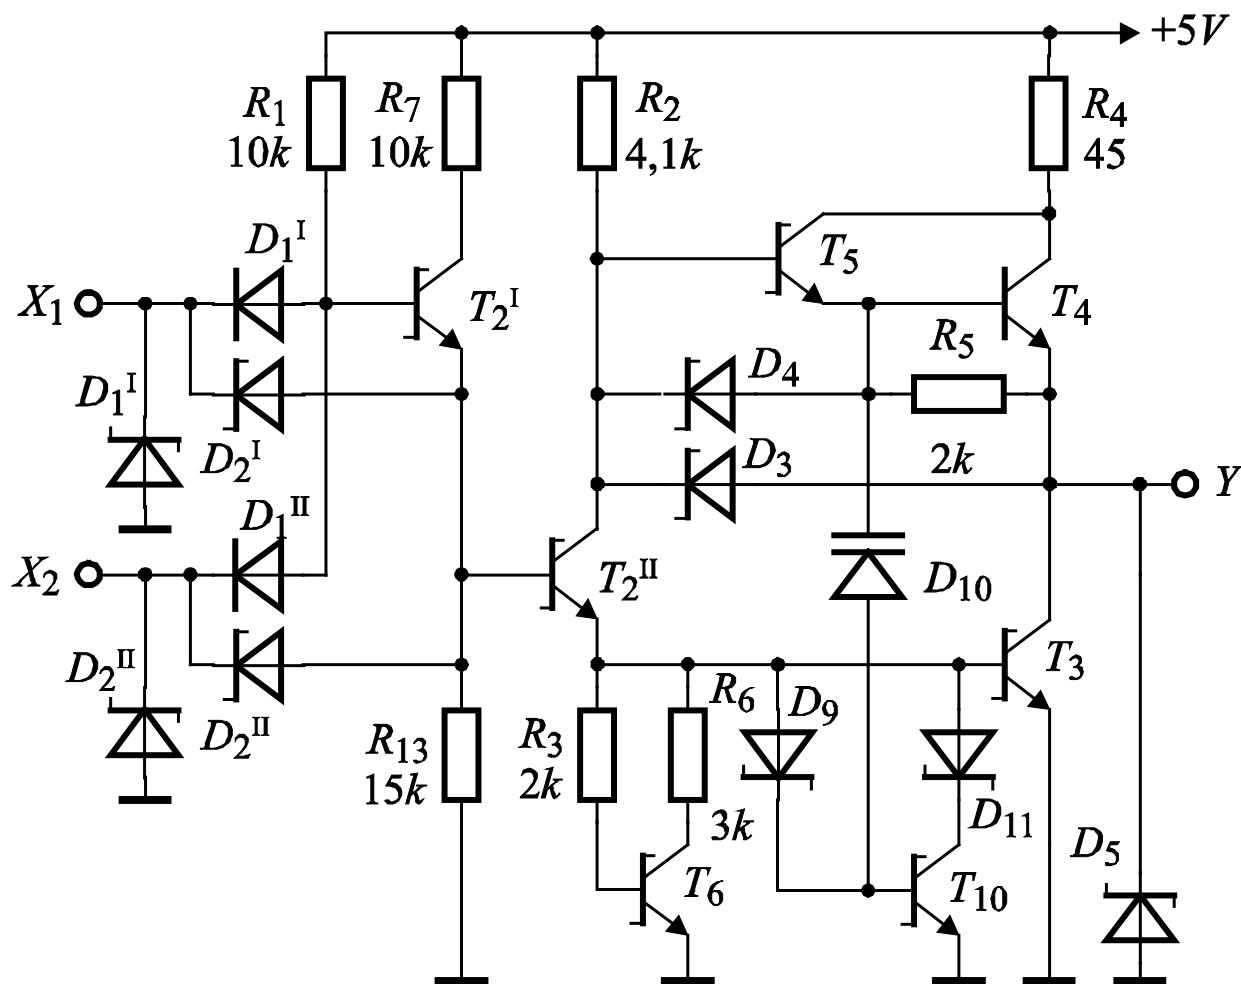 +5V
R1
10k
R7
10k
R2
4,1k
R4
45
D1I
T5
X1
T2I
T4
R5
D4
D1I
D2I
D3
2k
Y
D1II
X2
T2II
D10
D2II
T3
R6
D9
D2II
R13
15k
R3
2k
3k
D11
D5
T6
T10